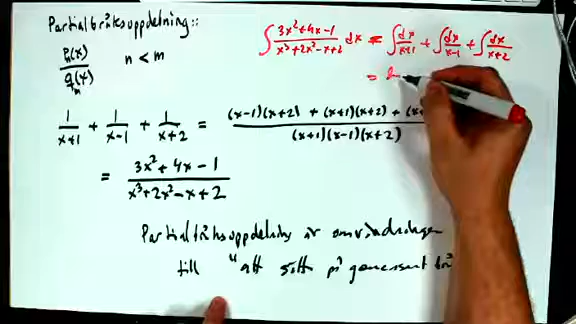 Partialbråksuppdelning::
∫ 3x²+4x-1 / x³+2x²-x+2 dx = ∫ dx/x+1 + ∫ dx/x-1 + ∫ dx/x+2
Pₙ(x) / qₘ(x) n < m
=
1/x+1 + 1/x-1 + 1/x+2 = (x-1)(x+2) + (x+1)(x+2) + (x+ / (x+1)(x-1)(x+2)
= 3x²+4x-1 / x³+2x²-x+2
Partialbråksuppdelning är omvändningen
till "att sätta på gemensamt